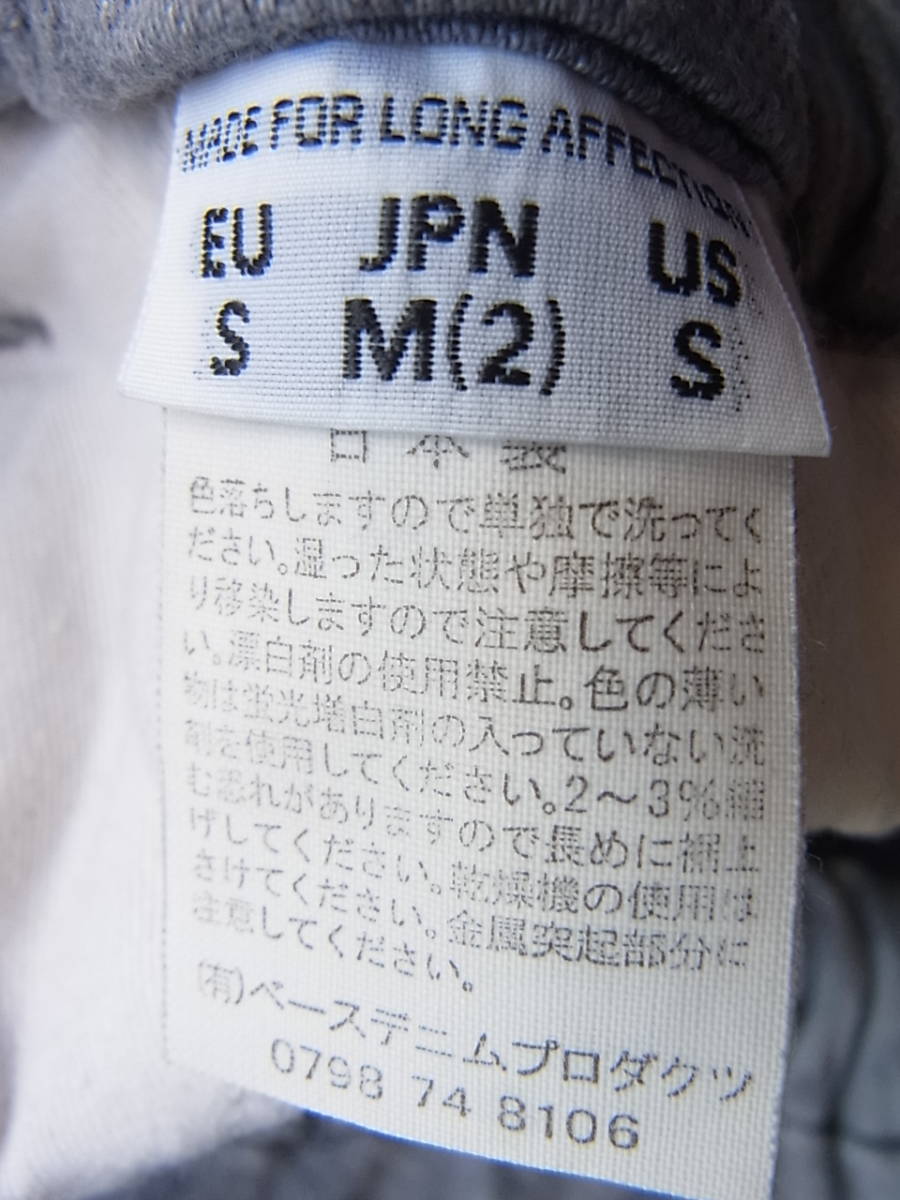 MADE FOR LONG AFFECTION
EU JPN US
S M(2) S
日本製
色落ちしますので単独で洗ってく
ださい。湿った状態や摩擦等によ
り移染しますので注意してくださ
い。漂白剤の使用禁止。色の薄い
物は蛍光増白剤の入っていない洗
剤を使用してください。2～3%縮
む恐れがありますので長めに裾上
げしてください。乾燥機の使用は
さけてください。金属突起部分に
注意してください。
(有)ベースデニムプロダクツ
0798 74 8106